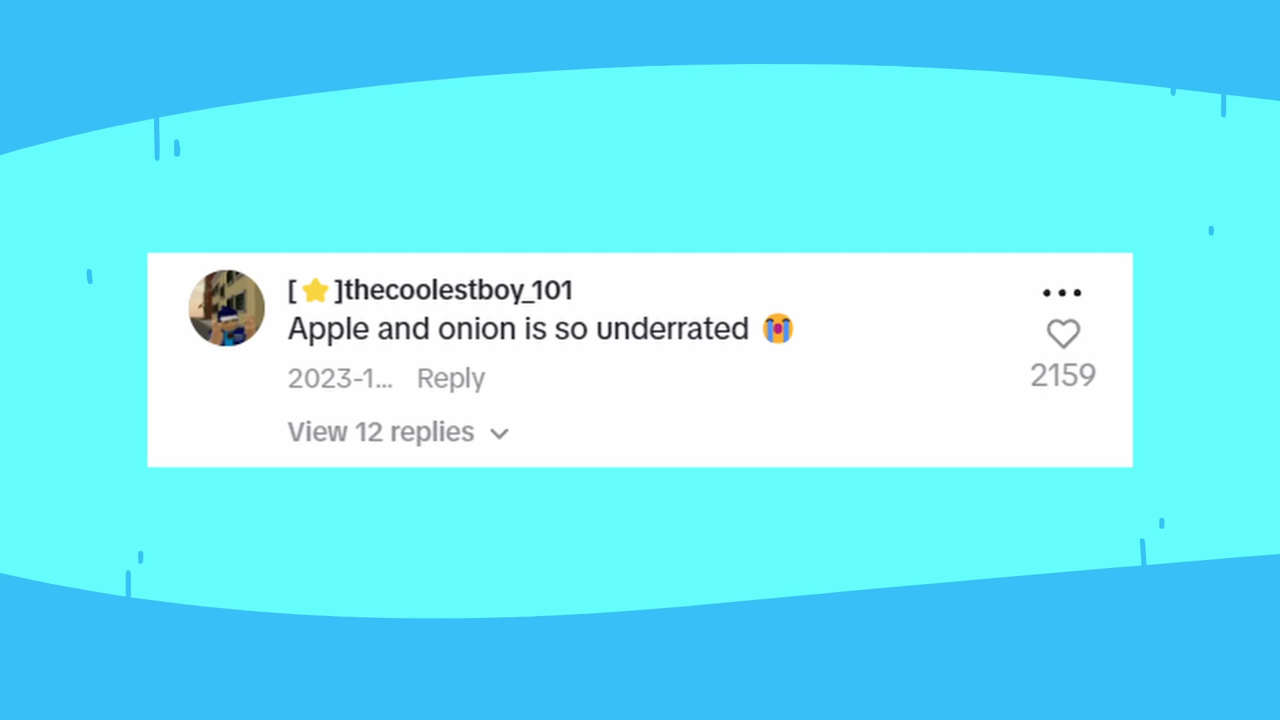 [⭐]thecoolestboy_101
Apple and onion is so underrated 😭
2023-1... Reply
2159
View 12 replies